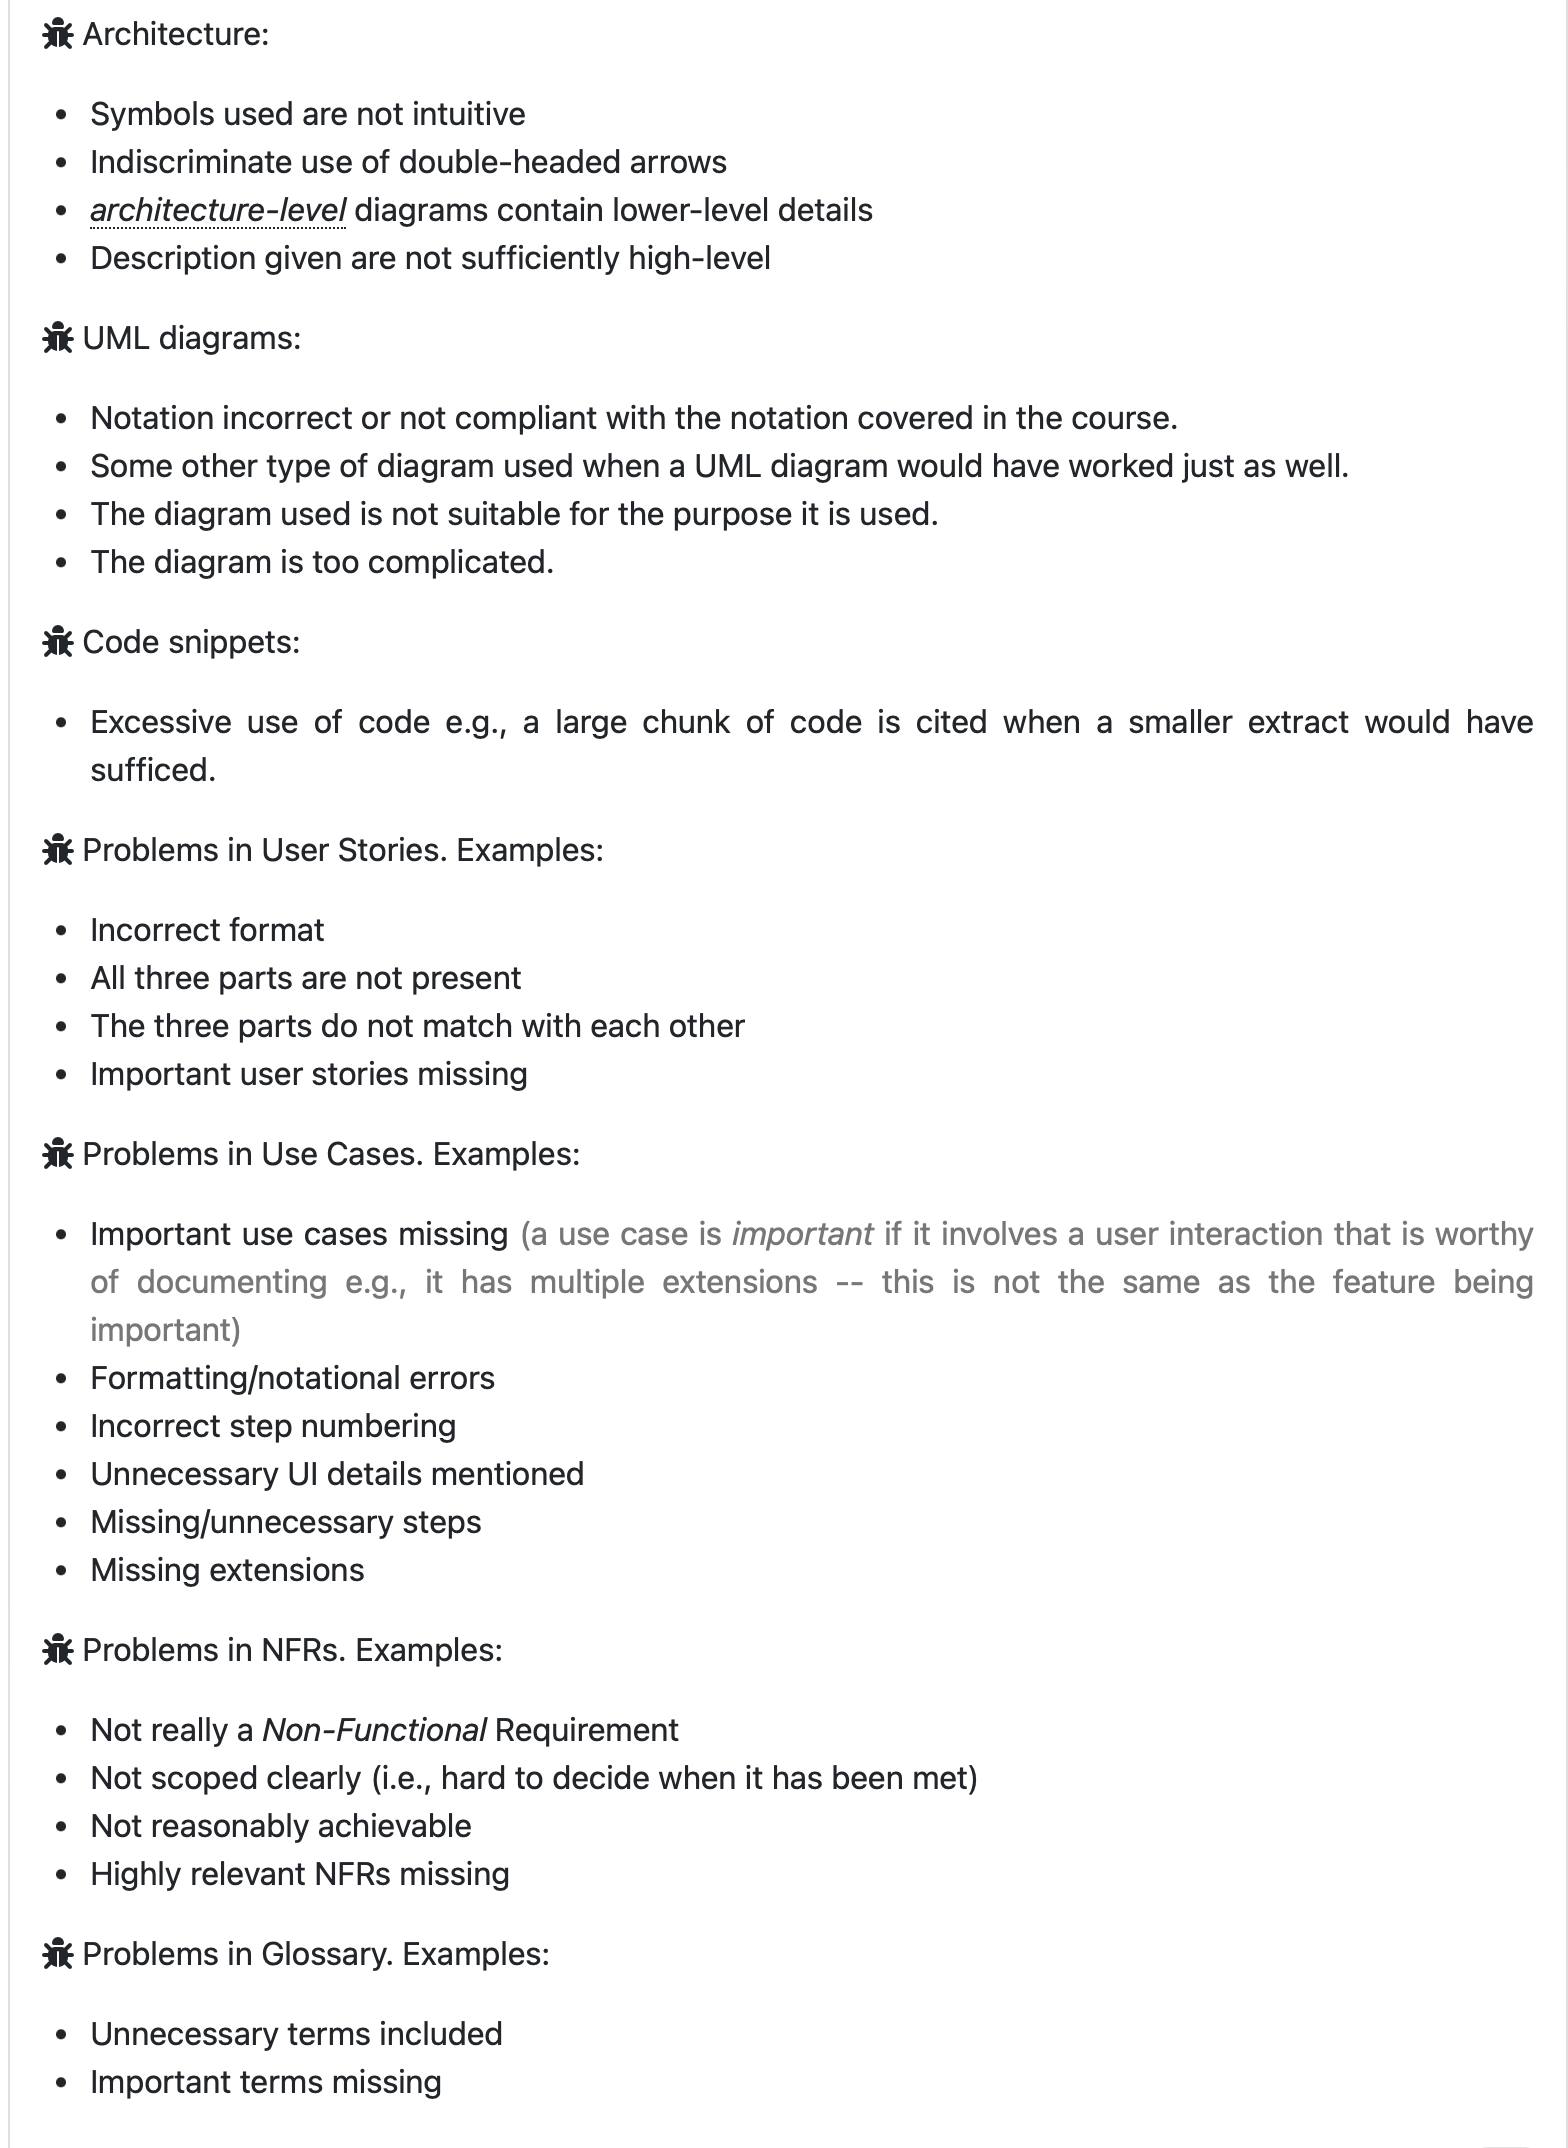 Architecture:
• Symbols used are not intuitive
• Indiscriminate use of double-headed arrows
• architecture-level diagrams contain lower-level details
• Description given are not sufficiently high-level
UML diagrams:
• Notation incorrect or not compliant with the notation covered in the course.
• Some other type of diagram used when a UML diagram would have worked just as well.
• The diagram used is not suitable for the purpose it is used.
• The diagram is too complicated.
Code snippets:
• Excessive use of code e.g., a large chunk of code is cited when a smaller extract would have
sufficed.
Problems in User Stories. Examples:
• Incorrect format
• All three parts are not present
• The three parts do not match with each other
• Important user stories missing
Problems in Use Cases. Examples:
• Important use cases missing (a use case is important if it involves a user interaction that is worthy
of documenting e.g., it has multiple extensions -- this is not the same as the feature being
important)
• Formatting/notational errors
• Incorrect step numbering
• Unnecessary UI details mentioned
• Missing/unnecessary steps
• Missing extensions
Problems in NFRs. Examples:
• Not really a Non-Functional Requirement
• Not scoped clearly (i.e., hard to decide when it has been met)
• Not reasonably achievable
• Highly relevant NFRs missing
Problems in Glossary. Examples:
• Unnecessary terms included
• Important terms missing